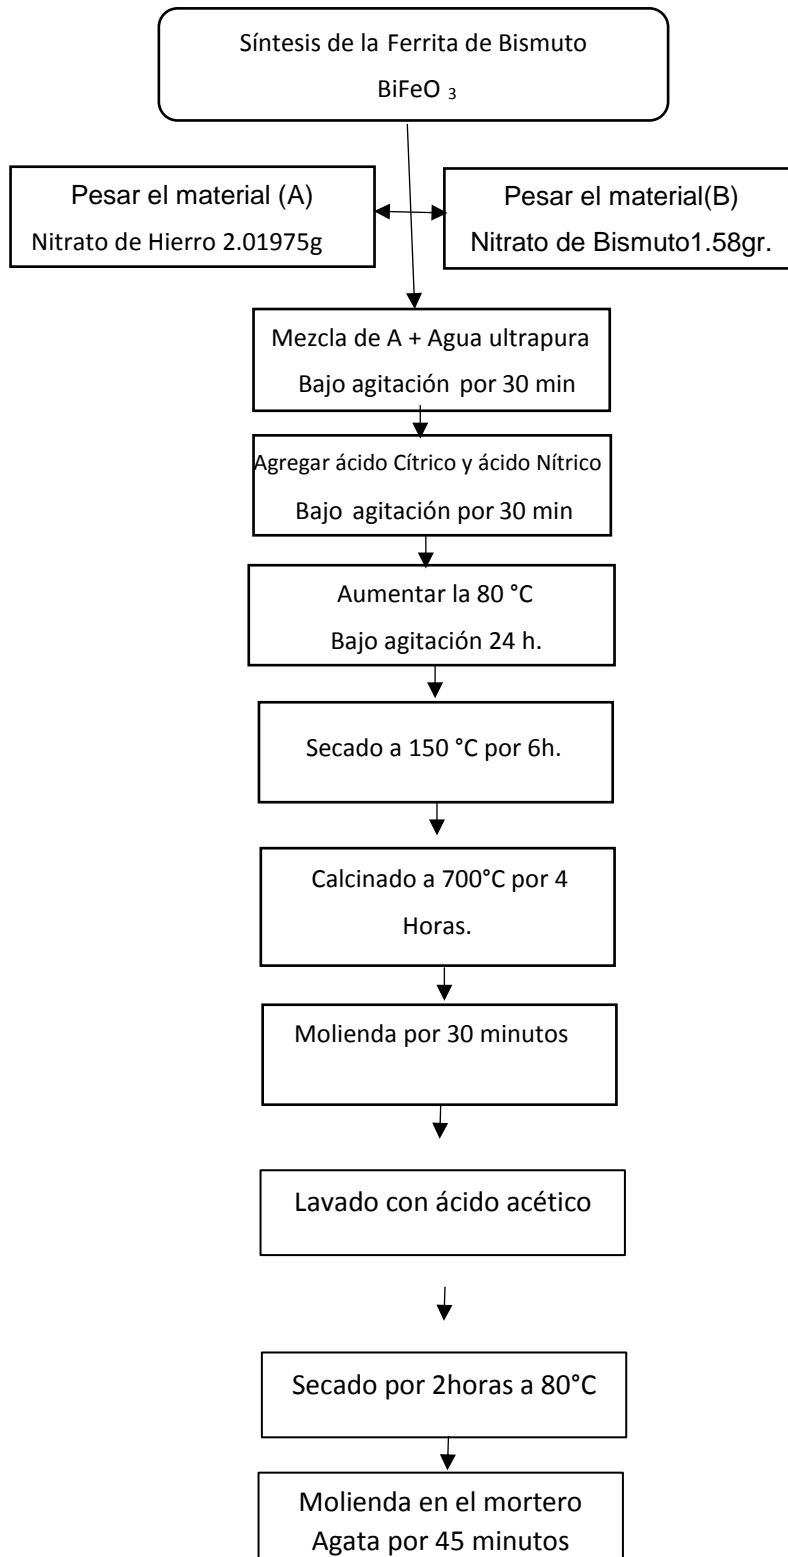 Síntesis de la Ferrita de Bismuto
BiFeO 3
Pesar el material (A)
Nitrato de Hierro 2.01975g
Pesar el material(B)
Nitrato de Bismuto1.58gr.
Mezcla de A + Agua ultrapura
Bajo agitación por 30 min
Agregar ácido Cítrico y ácido Nítrico
Bajo agitación por 30 min
Aumentar la 80 °C
Bajo agitación 24 h.
Secado a 150 °C por 6h.
Calcinado a 700°C por 4
Horas.
Molienda por 30 minutos
Lavado con ácido acético
Secado por 2horas a 80°C
Molienda en el mortero
Agata por 45 minutos